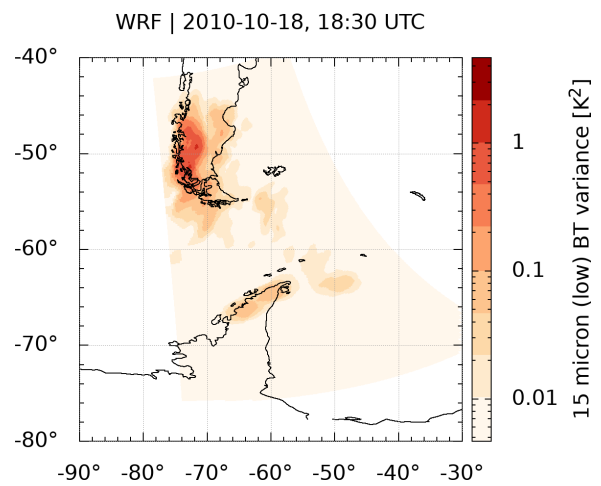 WRF | 2010-10-18, 18:30 UTC
-40°
-50°
-60°
-70°
-80°
-90° -80° -70° -60° -50° -40° -30°
1
0.1
0.01
15 micron (low) BT variance [K²]